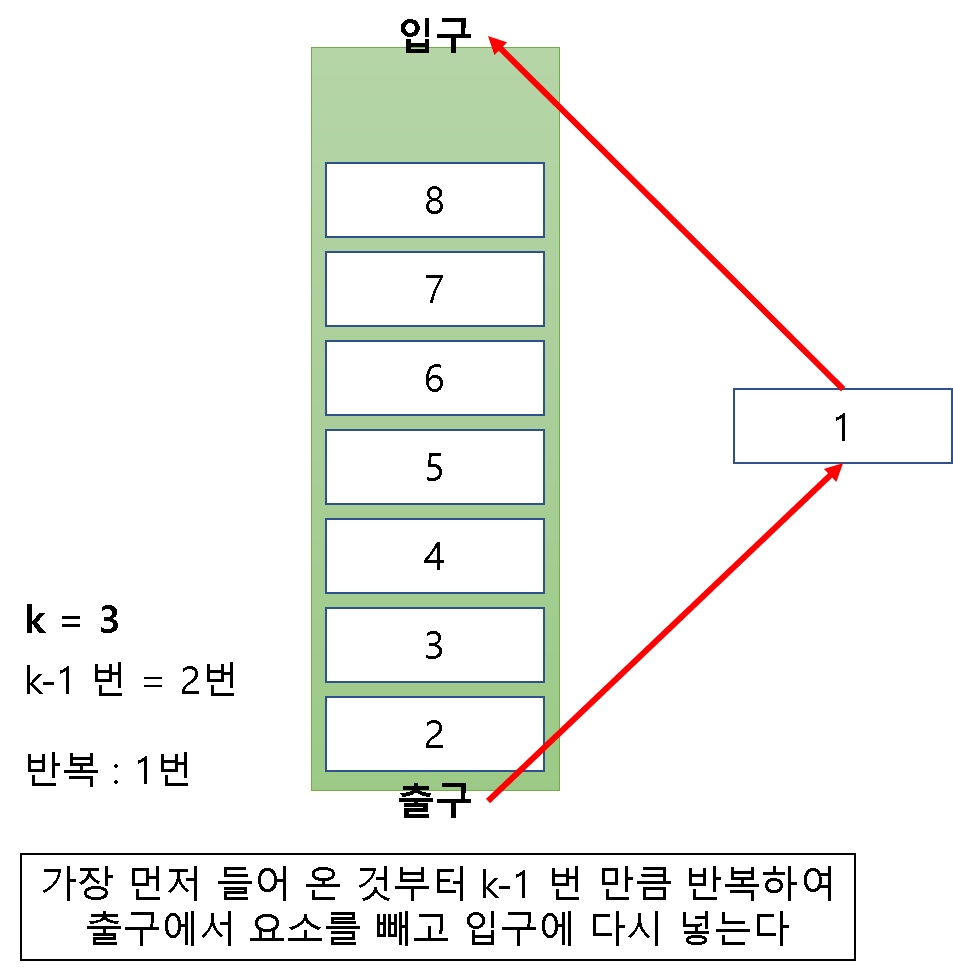 입구
8
7
6
5
1
4
k = 3
3
k-1 번 = 2번
2
반복 : 1번
출구
가장 먼저 들어 온 것부터 k-1 번 만큼 반복하여
출구에서 요소를 빼고 입구에 다시 넣는다